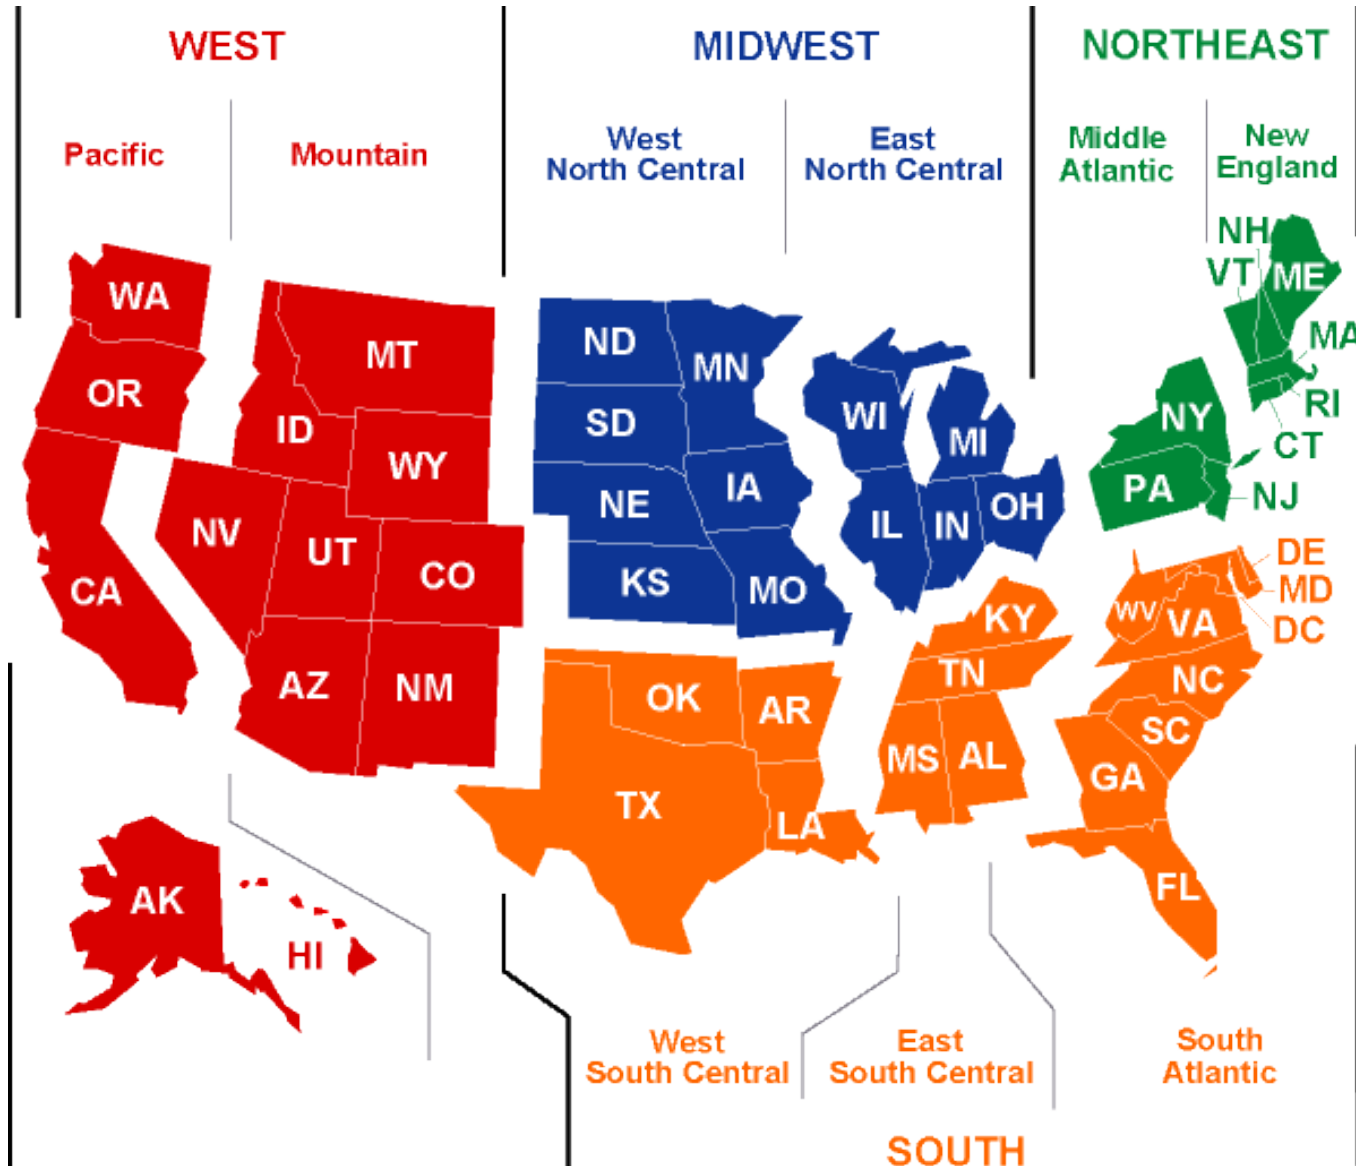 WEST
MIDWEST
NORTHEAST
Pacific
Mountain
West
North Central
East
North Central
Middle
Atlantic
New
England
WA
OR
CA
MT
ID
WY
NV
UT
CO
AZ
NM
AK
HI
ND
SD
NE
KS
MN
IA
MO
WI
MI
IL
IN
OH
NH
VT
ME
MA
RI
CT
NY
PA
NJ
DE
MD
DC
WV
VA
NC
SC
GA
FL
KY
TN
MS
AL
OK
AR
TX
LA
West
South Central
East
South Central
South
Atlantic
SOUTH